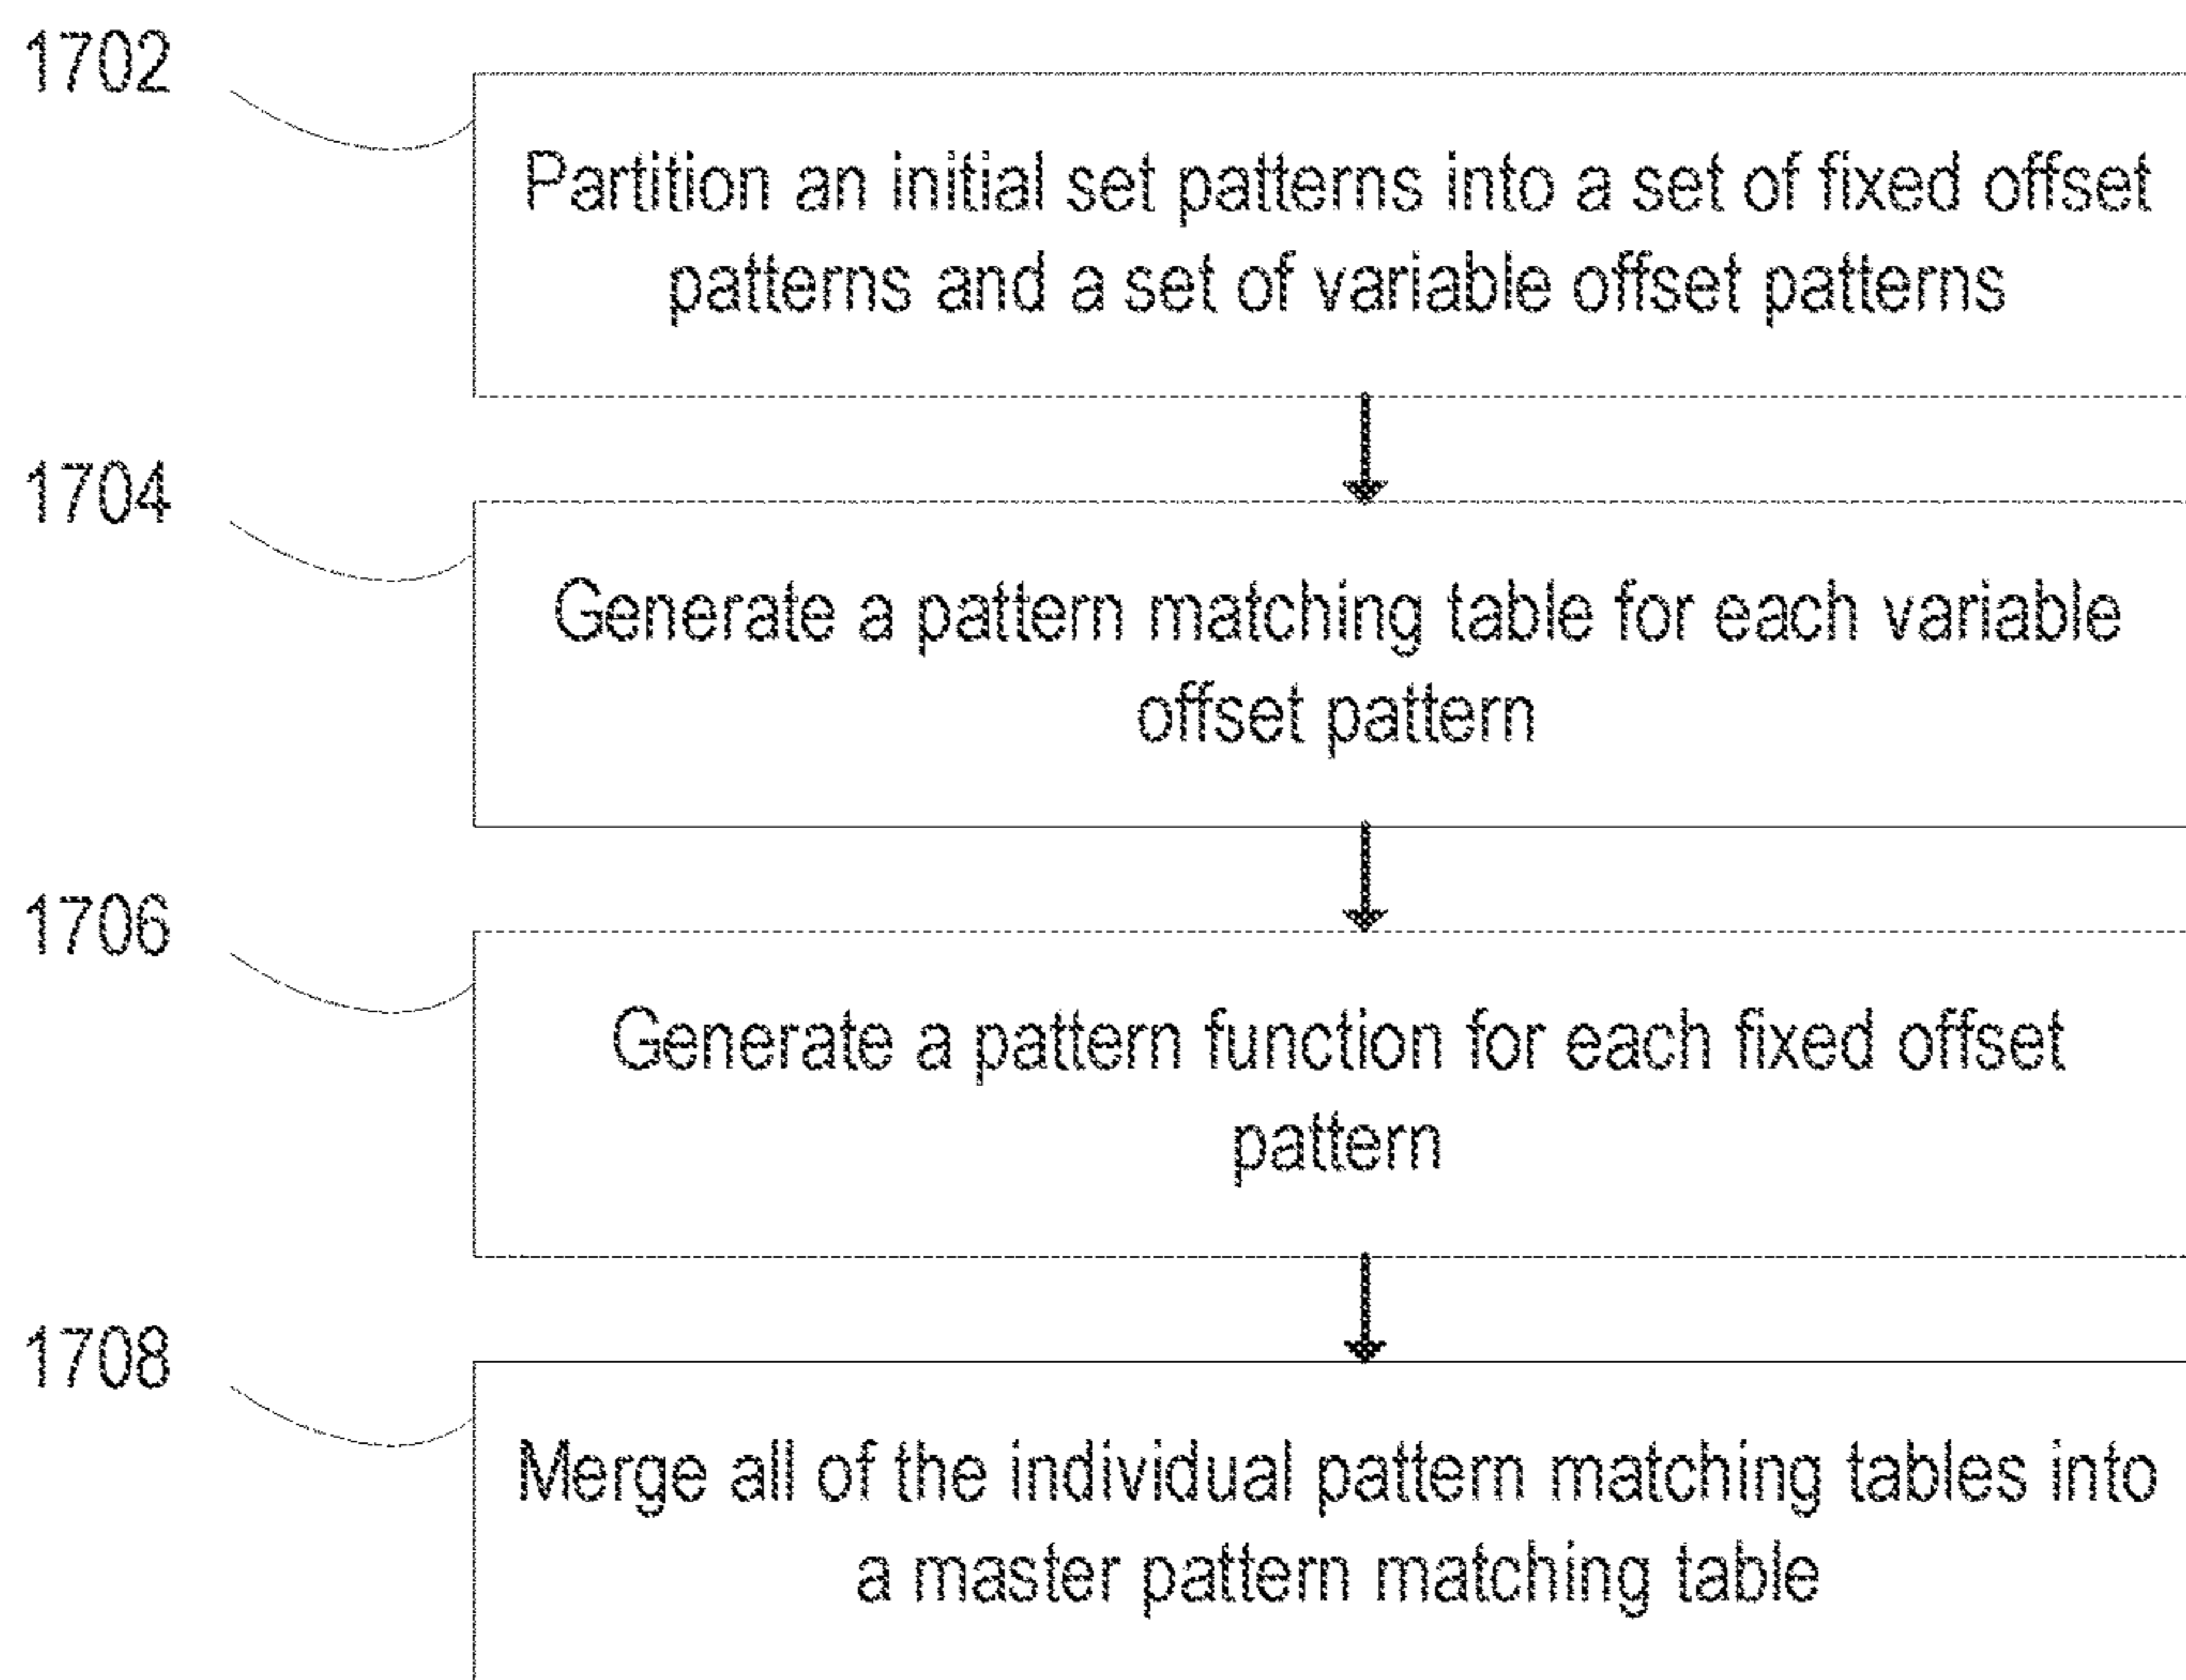 1702
Partition an initial set patterns into a set of fixed offset
patterns and a set of variable offset patterns
1704
Generate a pattern matching table for each variable
offset pattern
1706
Generate a pattern function for each fixed offset
pattern
1708
Merge all of the individual pattern matching tables into
a master pattern matching table